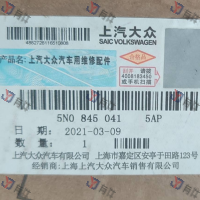 上汽大众
SAIC VOLKSWAGEN
产品名: 上汽大众汽车用维修配件
合格
5N0 845 041 5AP
日期: 2021-03-09
数量: 1
上汽大众汽车有限公司 上海市嘉定区安亭于田路123号
经销商: 上海上汽大众汽车销售有限公司